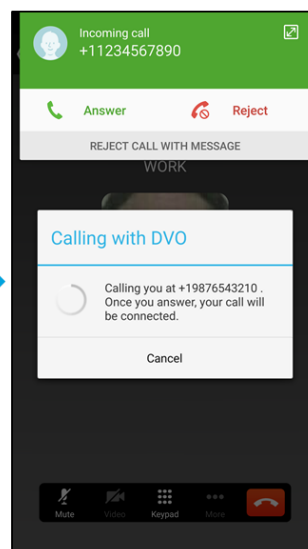 Incoming call
+11234567890
Answer
Reject
REJECT CALL WITH MESSAGE
WORK
Calling with DVO
Calling you at +19876543210 .
Once you answer, your call will
be connected.
Cancel
Mute
Video
Keypad
More